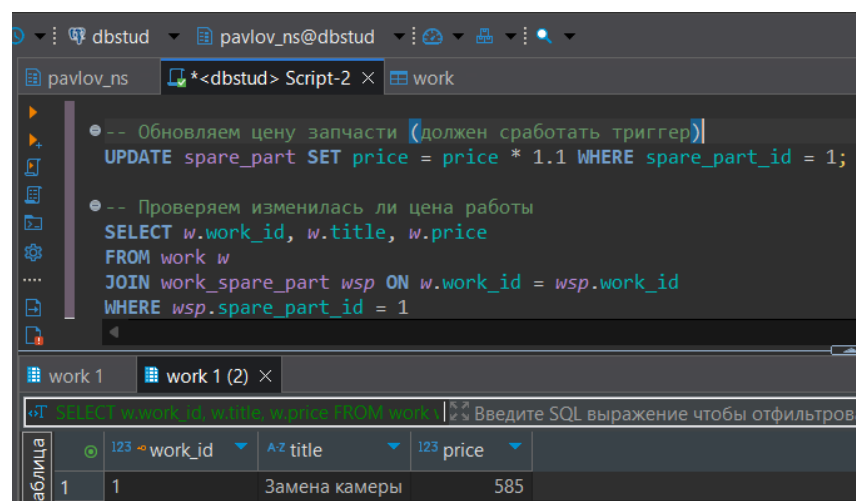 dbstud pavlov_ns@dbstud
pavlov_ns *<dbstud> Script-2 work
-- Обновляем цену запчасти (должен сработать триггер)
UPDATE spare_part SET price = price * 1.1 WHERE spare_part_id = 1;
-- Проверяем изменилась ли цена работы
SELECT w.work_id, w.title, w.price
FROM work w
JOIN work_spare_part wsp ON w.work_id = wsp.work_id
WHERE wsp.spare_part_id = 1
work 1 work 1 (2)
SELECT w.work_id, w.title, w.price FROM work w Введите SQL выражение чтобы отфильтрова
аблица
123 work_id A-Z title 123 price
1 1 Замена камеры 585